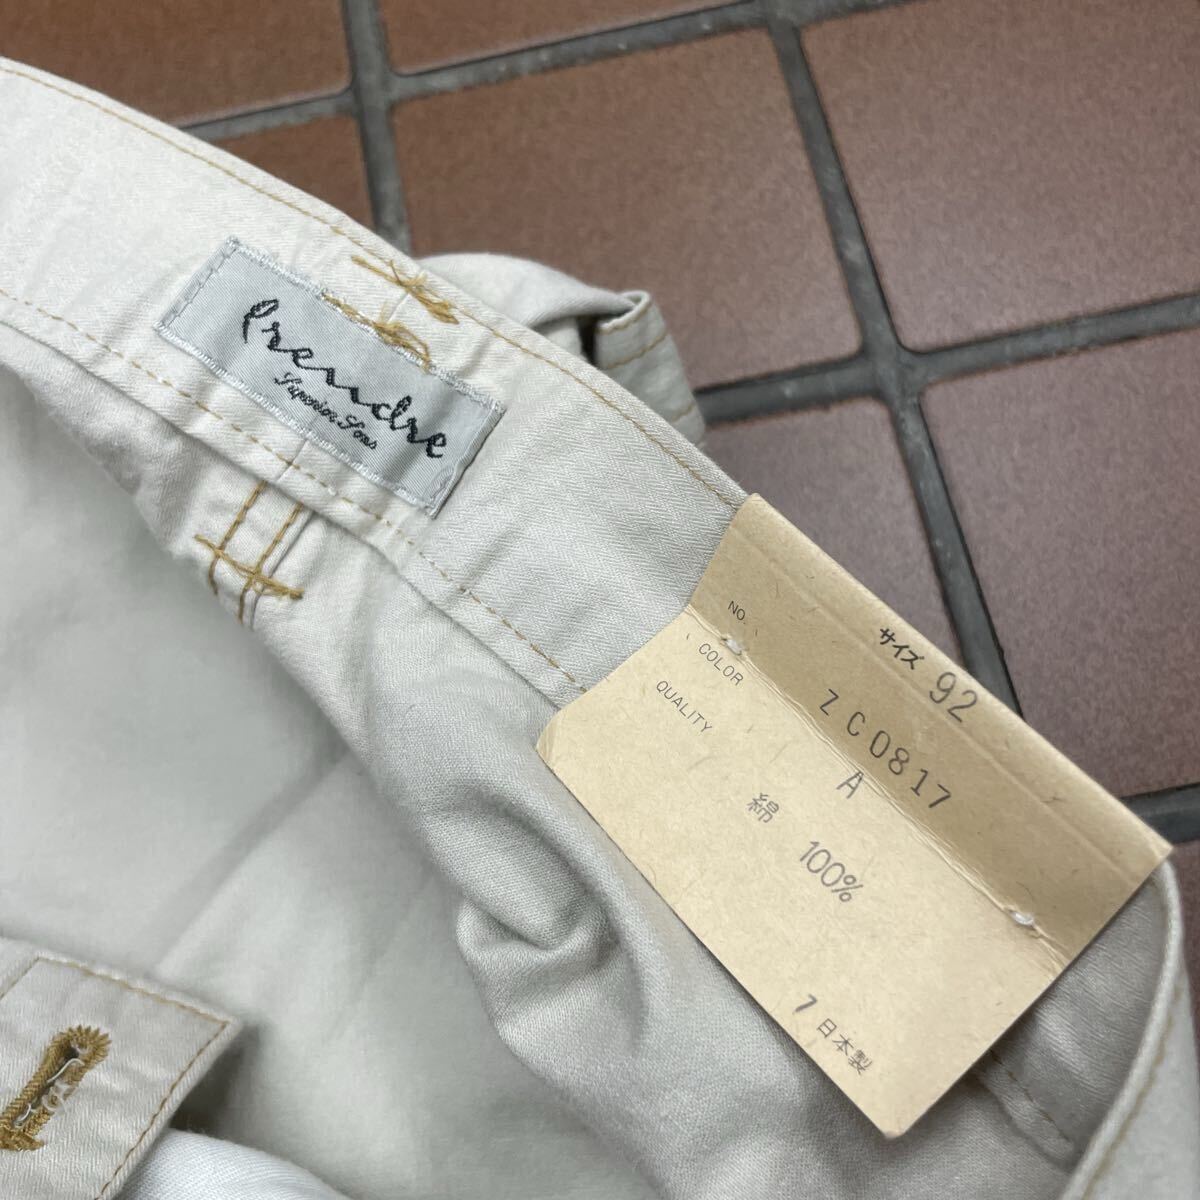 Prendre
Superior Sons
サイズ 92
NO. ZC0817
COLOR A
QUALITY 綿 100%
7 日本製